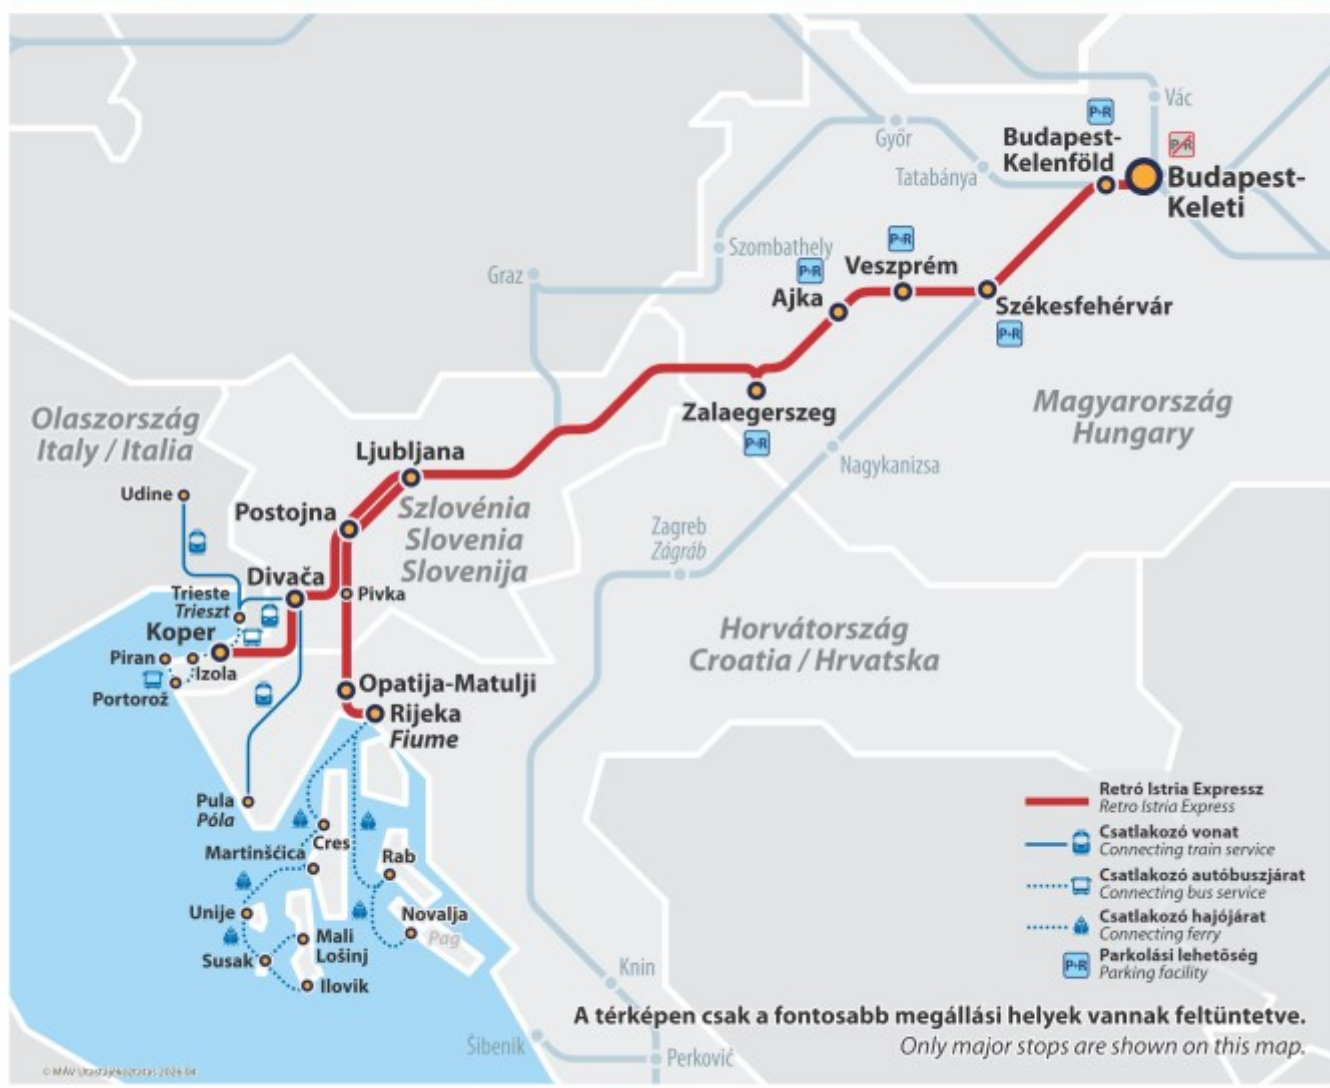 Vác
P+R
Győr
Budapest-
Kelenföld
P+R
Tatabánya
Budapest-
Keleti
Szombathely
P+R
Veszprém
Graz
P+R
Ajka
Székesfehérvár
P+R
Zalaegerszeg
P+R
Magyarország
Hungary
Olaszország
Italy / Italia
Ljubljana
Nagykanizsa
Udine
Postojna
Szlovénia
Slovenia
Slovenija
Zagreb
Zágráb
Divača
Pivka
Trieste
Trieszt
Koper
Piran
Izola
Portorož
Horvátország
Croatia / Hrvatska
Opatija-Matulji
Rijeka
Fiume
Pula
Póla
Cres
Martinšćica
Rab
Unije
Novalja
Pag
Mali
Lošinj
Susak
Ilovik
Retró Istria Expressz
Retro Istria Express
Csatlakozó vonat
Connecting train service
Csatlakozó autóbuszjárat
Connecting bus service
Csatlakozó hajójárat
Connecting ferry
P+R
Parkolási lehetőség
Parking facility
Knin
Šibenik
Perković
A térképen csak a fontosabb megállási helyek vannak feltüntetve.
Only major stops are shown on this map.
© MÁV Utastájékoztatás 2026.04.